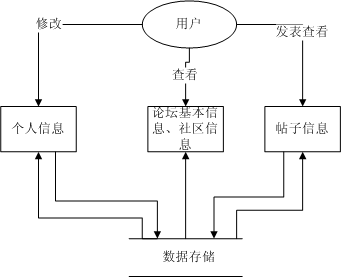 用户
修改
发表查看
查看
个人信息
论坛基本信
息、社区信
息
帖子信息
数据存储